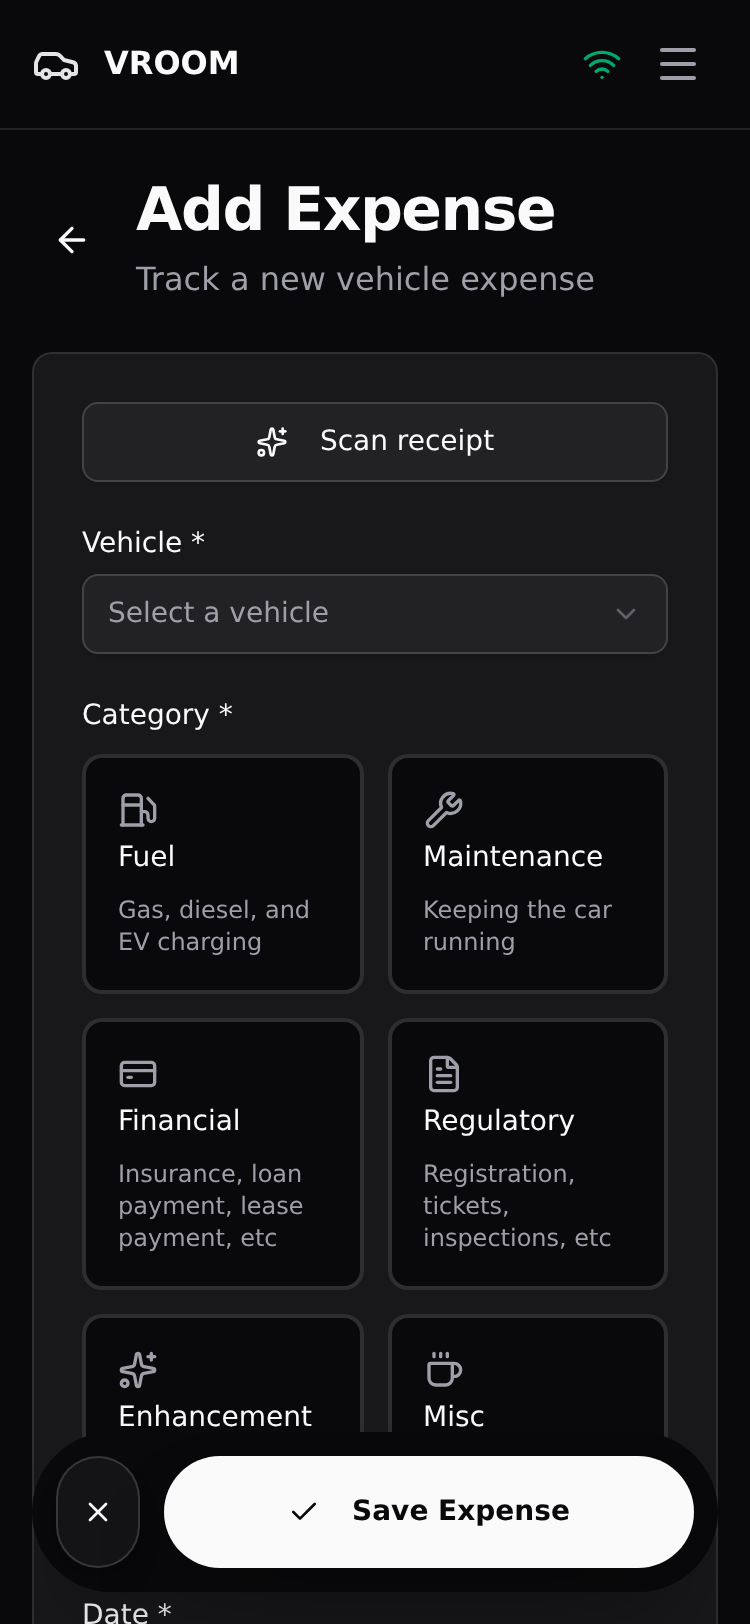 VROOM
Add Expense
Track a new vehicle expense
Scan receipt
Vehicle *
Select a vehicle
Category *
Fuel
Gas, diesel, and
EV charging
Maintenance
Keeping the car
running
Financial
Insurance, loan
payment, lease
payment, etc
Regulatory
Registration,
tickets,
inspections, etc
Enhancement
Misc
Save Expense
Date *